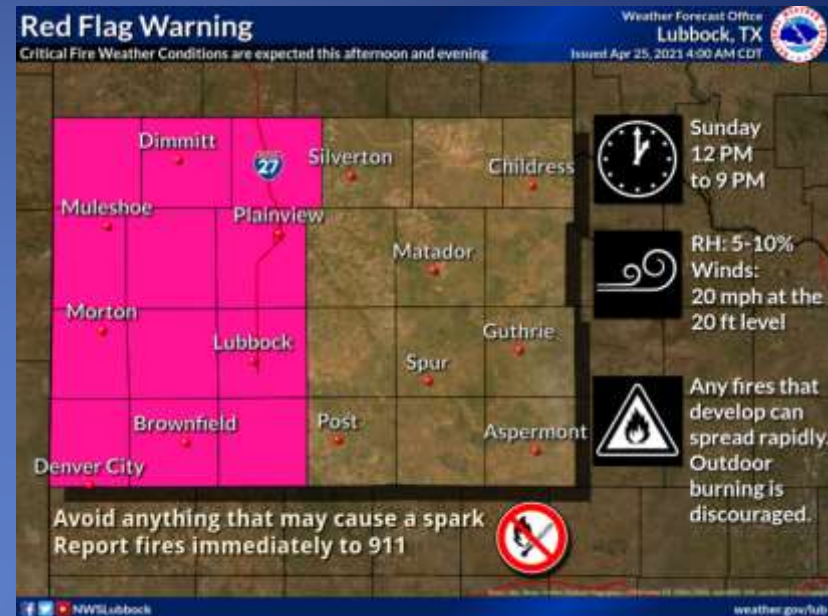 Red Flag Warning
Critical Fire Weather Conditions are expected this afternoon and evening
Weather Forecast Office
Lubbock, TX
Issued Apr 25, 2021 4:00 AM CDT
Dimmitt
27
Silverton
Childress
Muleshoe
Plainview
Matador
Morton
Lubbock
Guthrie
Spur
Brownfield
Post
Aspermont
Denver City
Sunday
12 PM
to 9 PM
RH: 5-10%
Winds:
20 mph at the
20 ft level
Any fires that
develop can
spread rapidly.
Outdoor
burning is
discouraged.
Avoid anything that may cause a spark
Report fires immediately to 911
NWSLubbock
weather.gov/lub